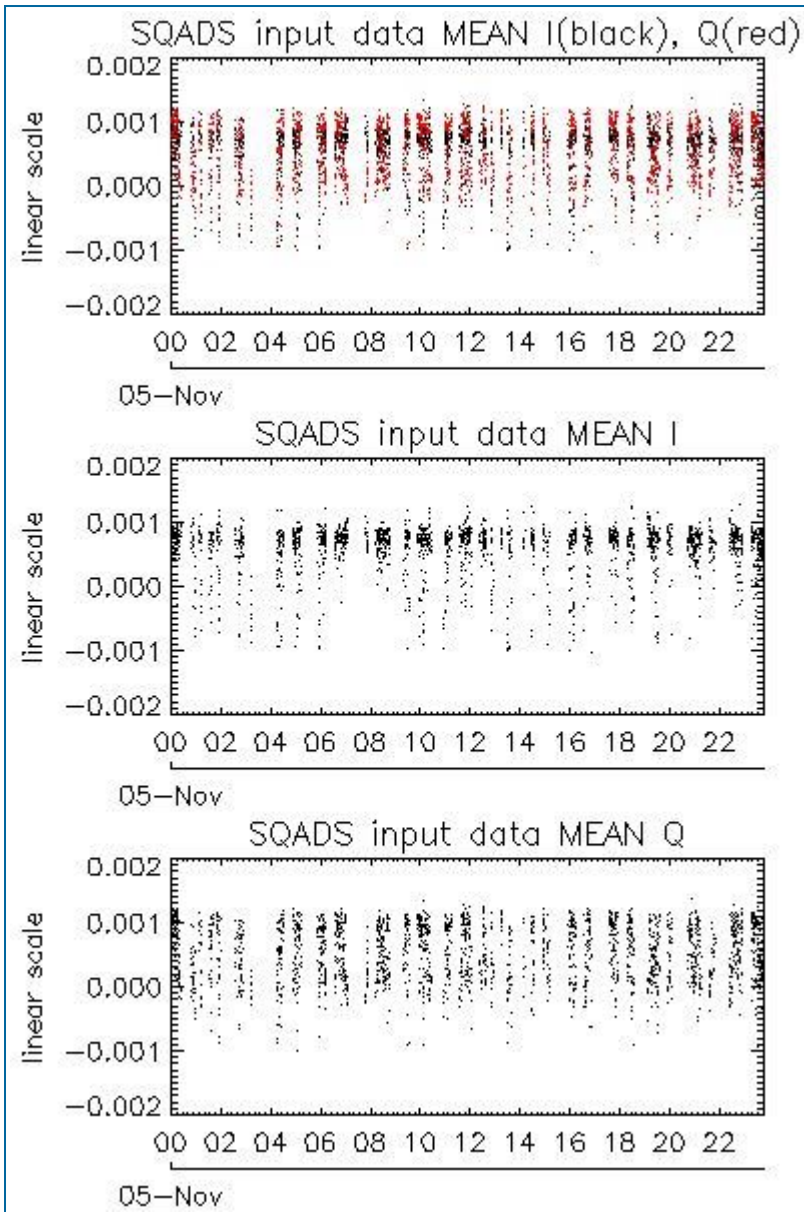 SQADS input data MEAN I(black), Q(red)
linear scale
0.002
0.001
0.000
-0.001
-0.002
00 02 04 06 08 10 12 14 16 18 20 22
05-Nov
SQADS input data MEAN I
linear scale
0.002
0.001
0.000
-0.001
-0.002
00 02 04 06 08 10 12 14 16 18 20 22
05-Nov
SQADS input data MEAN Q
linear scale
0.002
0.001
0.000
-0.001
-0.002
00 02 04 06 08 10 12 14 16 18 20 22
05-Nov